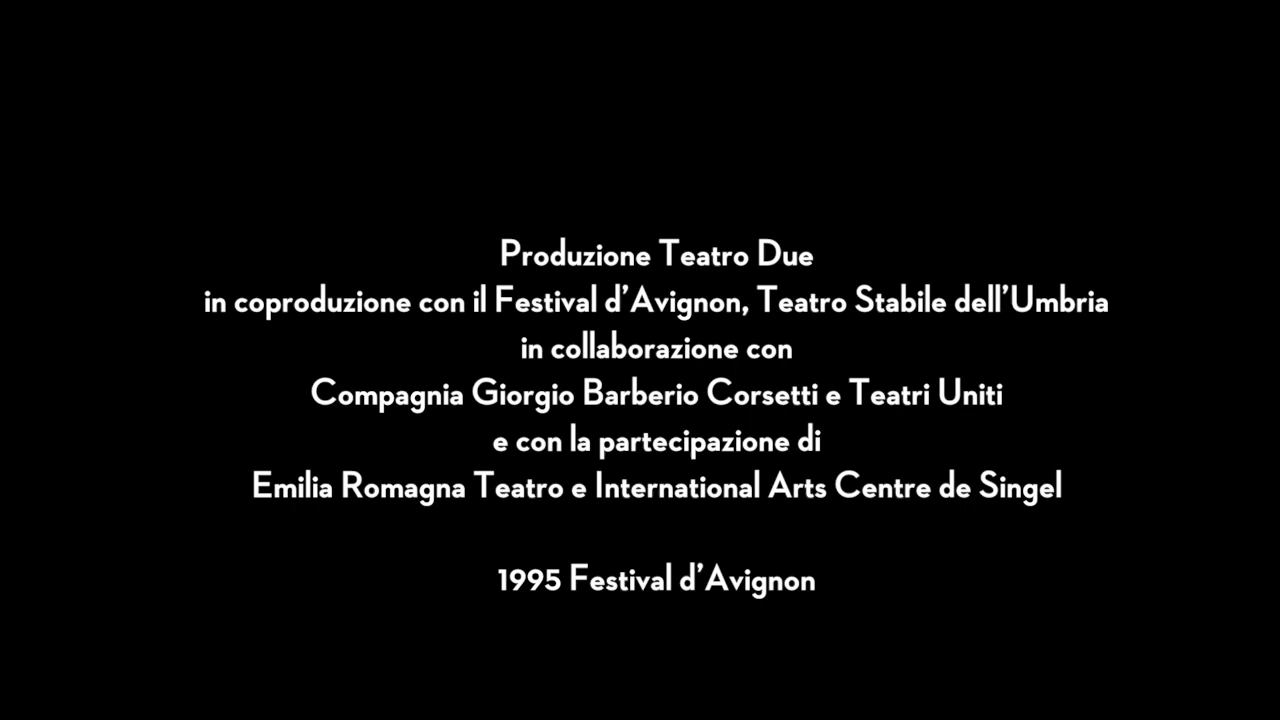 Produzione Teatro Due
in coproduzione con il Festival d’Avignon, Teatro Stabile dell’Umbria
in collaborazione con
Compagnia Giorgio Barberio Corsetti e Teatri Uniti
e con la partecipazione di
Emilia Romagna Teatro e International Arts Centre de Singel
1995 Festival d’Avignon